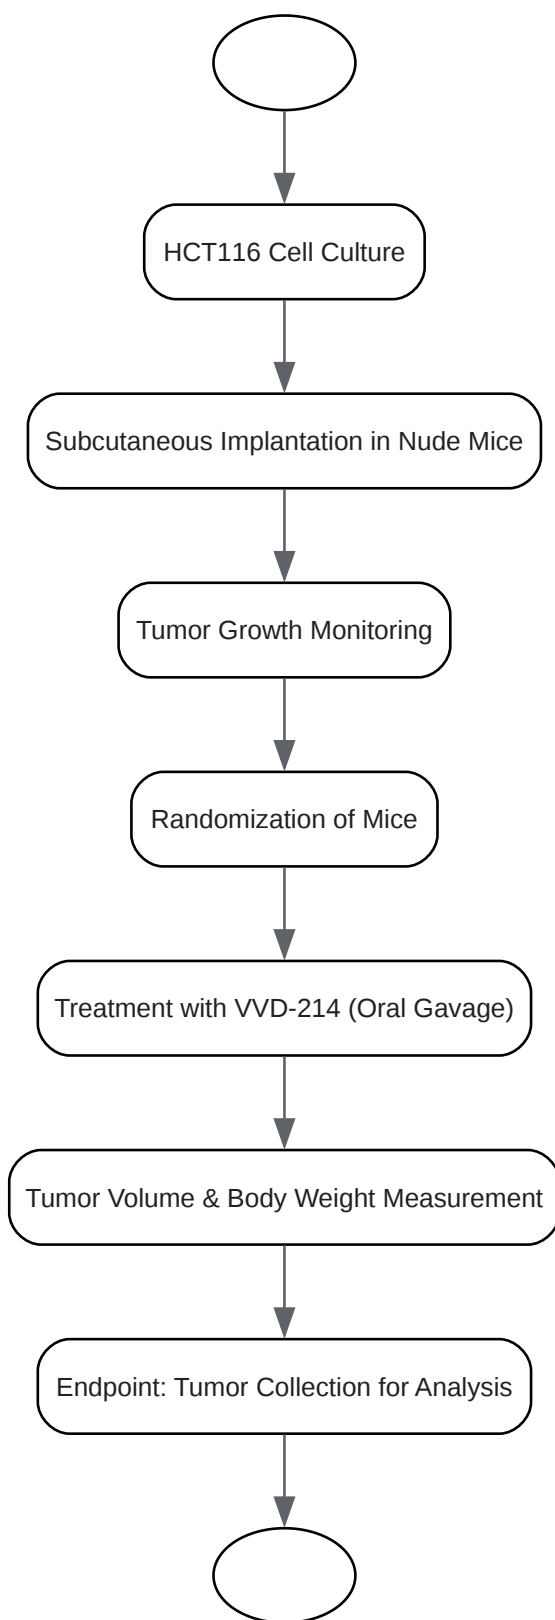 HCT116 Cell Culture
Subcutaneous Implantation in Nude Mice
Tumor Growth Monitoring
Randomization of Mice
Treatment with VVD-214 (Oral Gavage)
Tumor Volume & Body Weight Measurement
Endpoint: Tumor Collection for Analysis